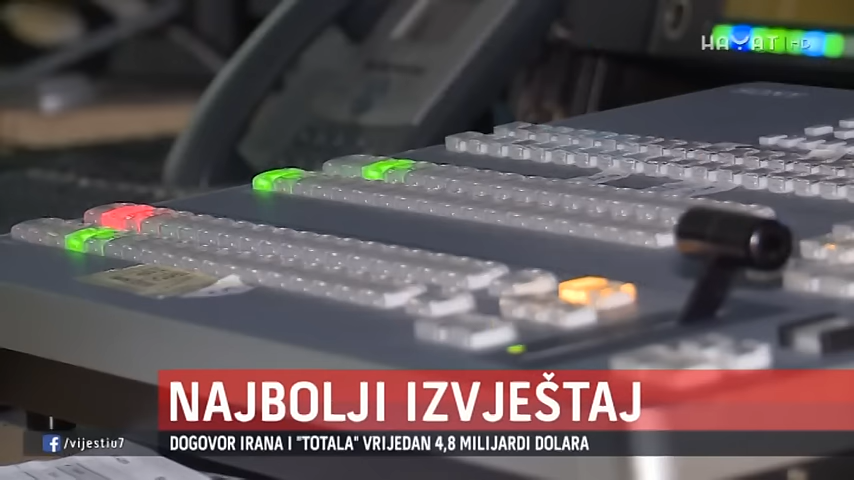 HAYAT HD
NAJBOLJI IZVJEŠTAJ
/vijestiu7
DOGOVOR IRANA I "TOTALA" VRIJEDAN 4,8 MILIJARDI DOLARA